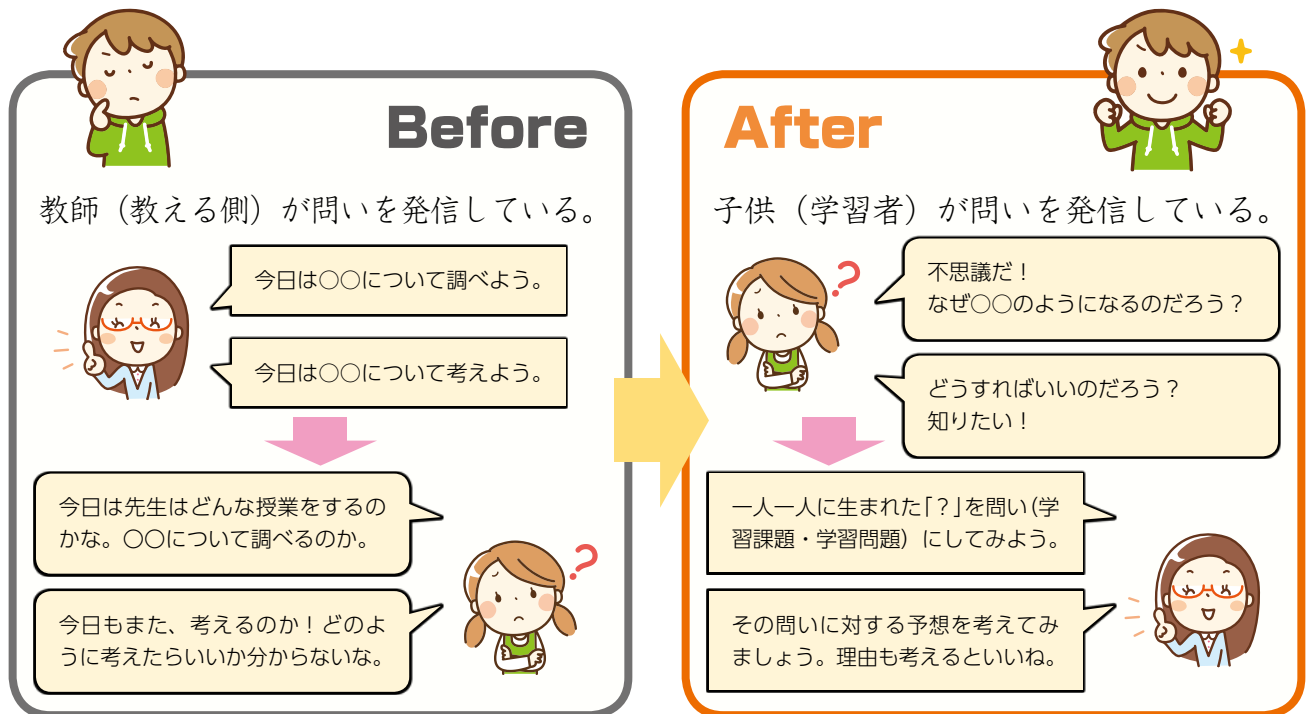 Before
教師（教える側）が問いを発信している。
今日は○○について調べよう。
今日は○○について考えよう。
今日は先生はどんな授業をするの
かな。○○について調べるのか。
今日もまた、考えるのか！どのよ
うに考えたらいいか分からないな。
After
子供（学習者）が問いを発信している。
不思議だ！
なぜ○○のようになるのだろう？
どうすればいいのだろう？
知りたい！
一人一人に生まれた「？」を問い（学
習課題・学習問題）にしてみよう。
その問いに対する予想を考えてみ
ましょう。理由も考えるといいね。